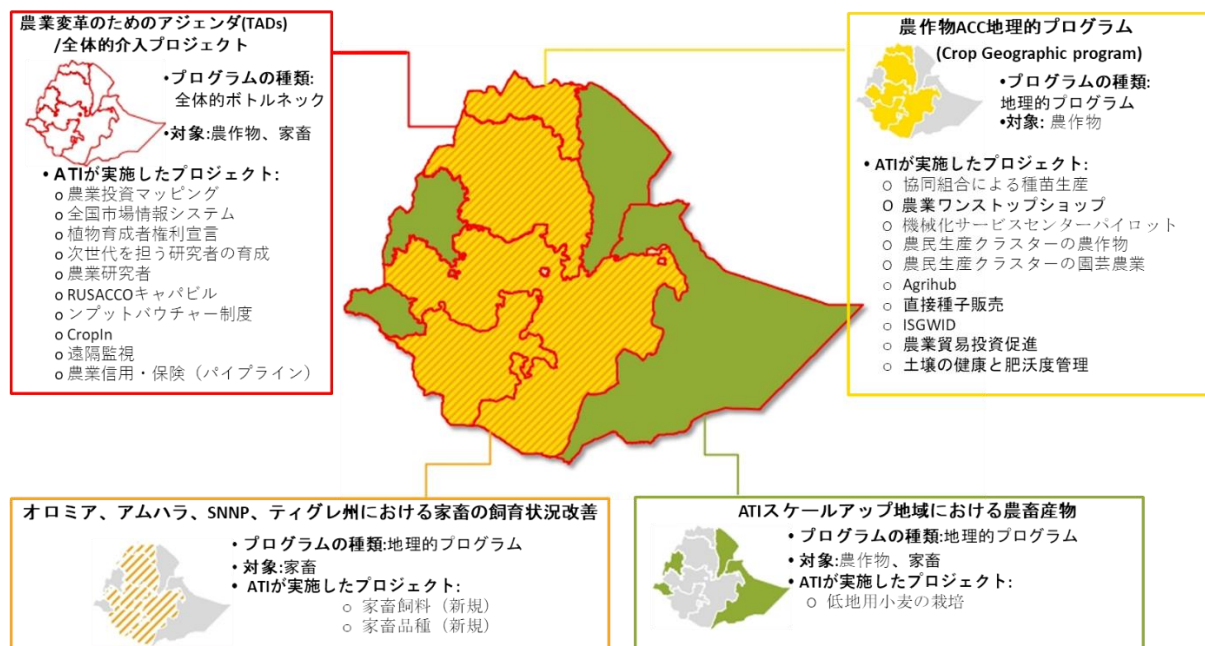 農業変革のためのアジェンダ(TADs)
/全体的介入プロジェクト
•プログラムの種類:
全体的ボトルネック
•対象:農作物、家畜
• ATIが実施したプロジェクト:
o 農業投資マッピング
o 全国市場情報システム
o 植物育成者権利宣言
o 次世代を担う研究者の育成
o 農業研究者
o RUSACCOキャパビル
o ンプットバウチャー制度
o CropIn
o 遠隔監視
o 農業信用・保険（パイプライン）
農作物ACC地理的プログラム
(Crop Geographic program)
•プログラムの種類:
地理的プログラム
•対象: 農作物
• ATIが実施したプロジェクト:
o 協同組合による種苗生産
o 農業ワンストップショップ
o 機械化サービスセンターパイロット
o 農民生産クラスターの農作物
o 農民生産クラスターの園芸農業
o Agrihub
o 直接種子販売
o ISGWID
o 農業貿易投資促進
o 土壌の健康と肥沃度管理
オロミア、アムハラ、SNNP、ティグレ州における家畜の飼育状況改善
• プログラムの種類:地理的プログラム
• 対象:家畜
• ATIが実施したプロジェクト:
o 家畜飼料（新規）
o 家畜品種（新規）
ATIスケールアップ地域における農畜産物
• プログラムの種類:地理的プログラム
• 対象:農作物、家畜
• ATIが実施したプロジェクト:
o 低地用小麦の栽培